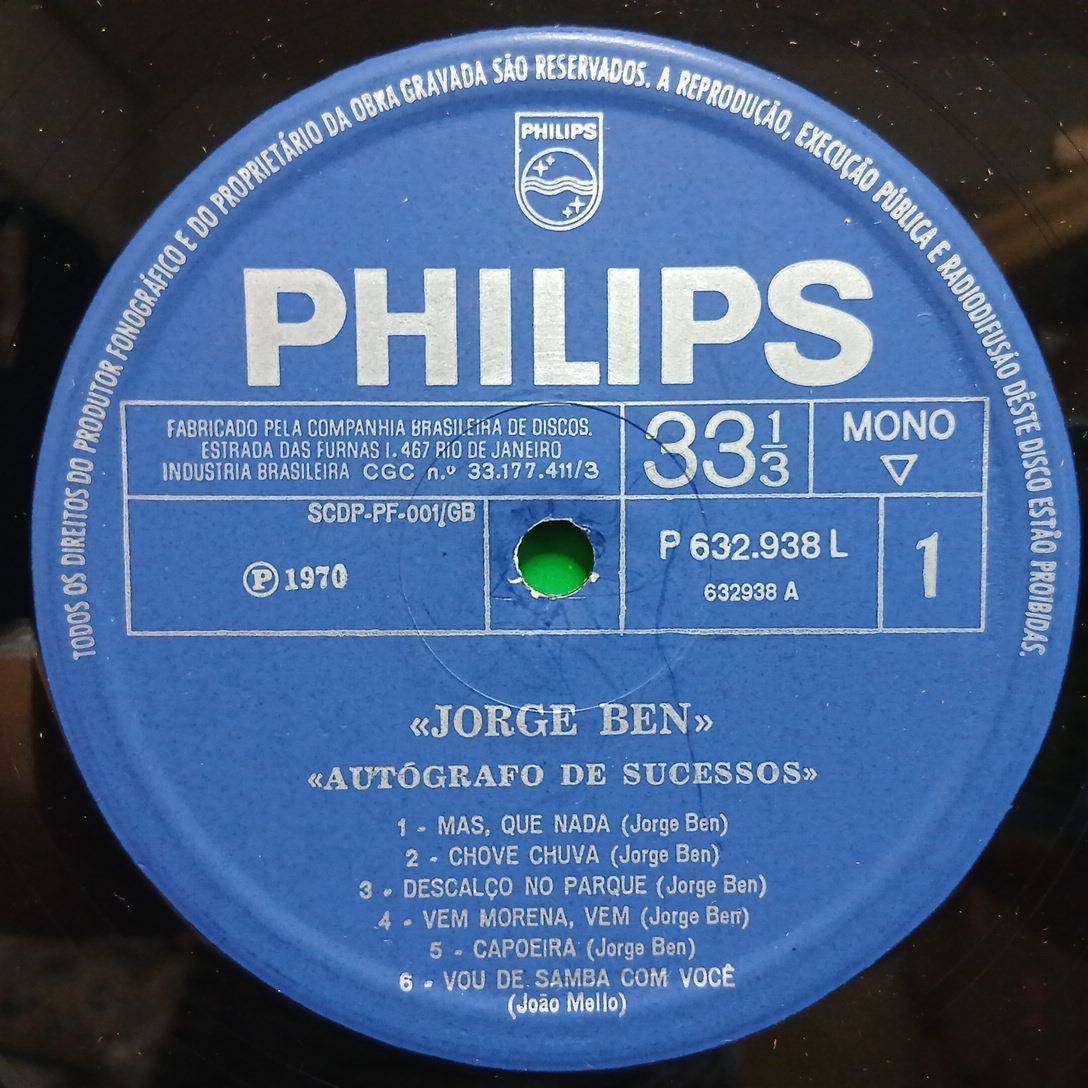 TODOS OS DIREITOS DO PRODUTOR FONOGRÁFICO E DO PROPRIETÁRIO DA OBRA GRAVADA SÃO RESERVADOS. A REPRODUÇÃO, EXECUÇÃO PÚBLICA E RADIODIFUSÃO DÊSTE DISCO ESTÃO PROIBIDAS.
PHILIPS
PHILIPS
FABRICADO PELA COMPANHIA BRASILEIRA DE DISCOS.
ESTRADA DAS FURNAS 1.467 RIO DE JANEIRO
INDUSTRIA BRASILEIRA CGC n.º 33.177.411/3
33 1/3
MONO
SCDP-PF-001/GB
Ⓟ 1970
P 632.938 L
632938 A
1
«JORGE BEN»
«AUTÓGRAFO DE SUCESSOS»
1 - MAS, QUE NADA (Jorge Ben)
2 - CHOVE CHUVA (Jorge Ben)
3 - DESCALÇO NO PARQUE (Jorge Ben)
4 - VEM MORENA, VEM (Jorge Ben)
5 - CAPOEIRA (Jorge Ben)
6 - VOU DE SAMBA COM VOCÊ
(João Mello)